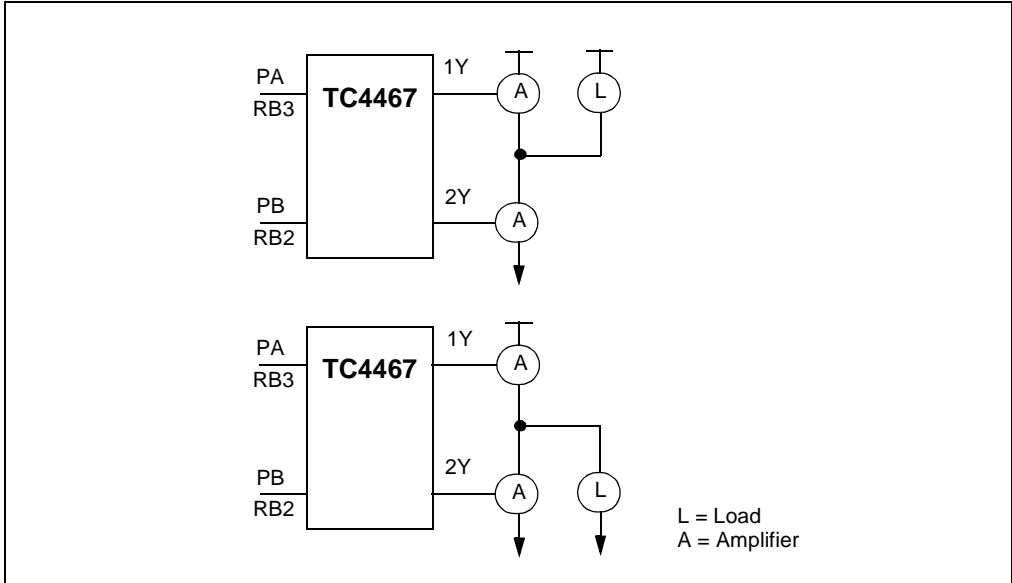 1Y
PA
RB3
TC4467
A
L
PB
RB2
2Y
A
PA
RB3
TC4467
1Y
A
PB
RB2
2Y
A
L
L = Load
A = Amplifier